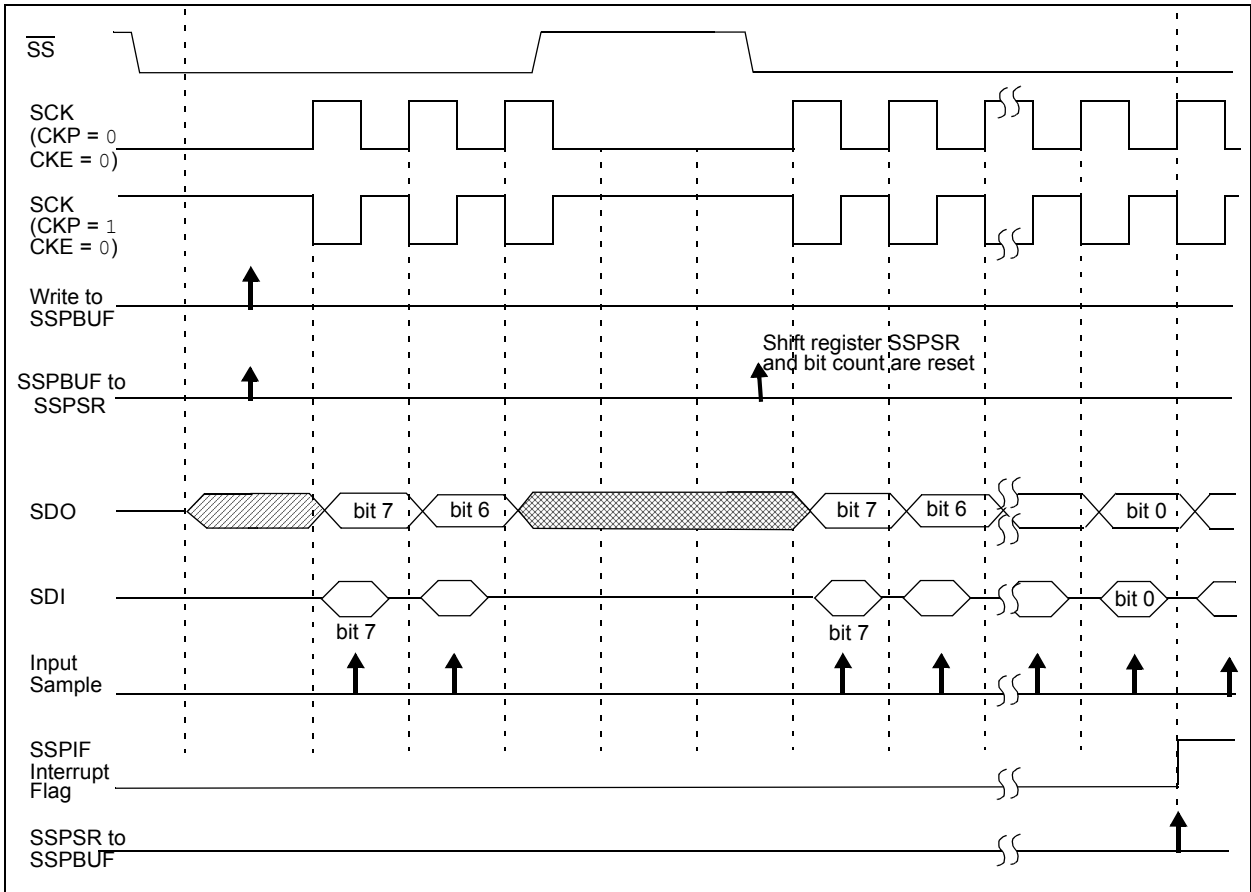 SS
SCK
(CKP = 0
CKE = 0)
SCK
(CKP = 1
CKE = 0)
Write to
SSPBUF
Shift register SSPSR
and bit count are reset
SSPBUF to
SSPSR
SDO
bit 7
bit 6
bit 7
bit 6
bit 0
SDI
bit 0
bit 7
bit 7
Input
Sample
SSPIF
Interrupt
Flag
SSPSR to
SSPBUF